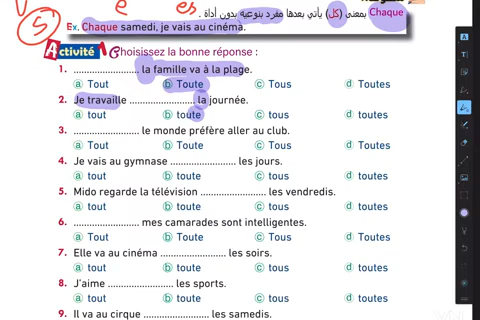 Chaque بمعنى (كل) يأتي بعدها مفرد بنوعيه بدون أداة.
5 Ex. Chaque samedi, je vais au cinéma.
Activité 1 Choisissez la bonne réponse :
1. ........................ la famille va à la plage.
a Tout b Toute c Tous d Toutes
2. Je travaille ........................ la journée.
a tout b toute c tous d toutes
3. ........................ le monde préfère aller au club.
a Tout b Toute c Tous d Toutes
4. Je vais au gymnase ........................ les jours.
a tout b toute c tous d toutes
5. Mido regarde la télévision ........................ les vendredis.
a tout b toute c tous d toutes
6. ........................ mes camarades sont intelligentes.
a Tout b Toute c Tous d Toutes
7. Elle va au cinéma ........................ les soirs.
a tout b toute c tous d toutes
8. J'aime ........................ les sports.
a tout b toute c tous d toutes
9. Il va au cirque ........................ les samedis.